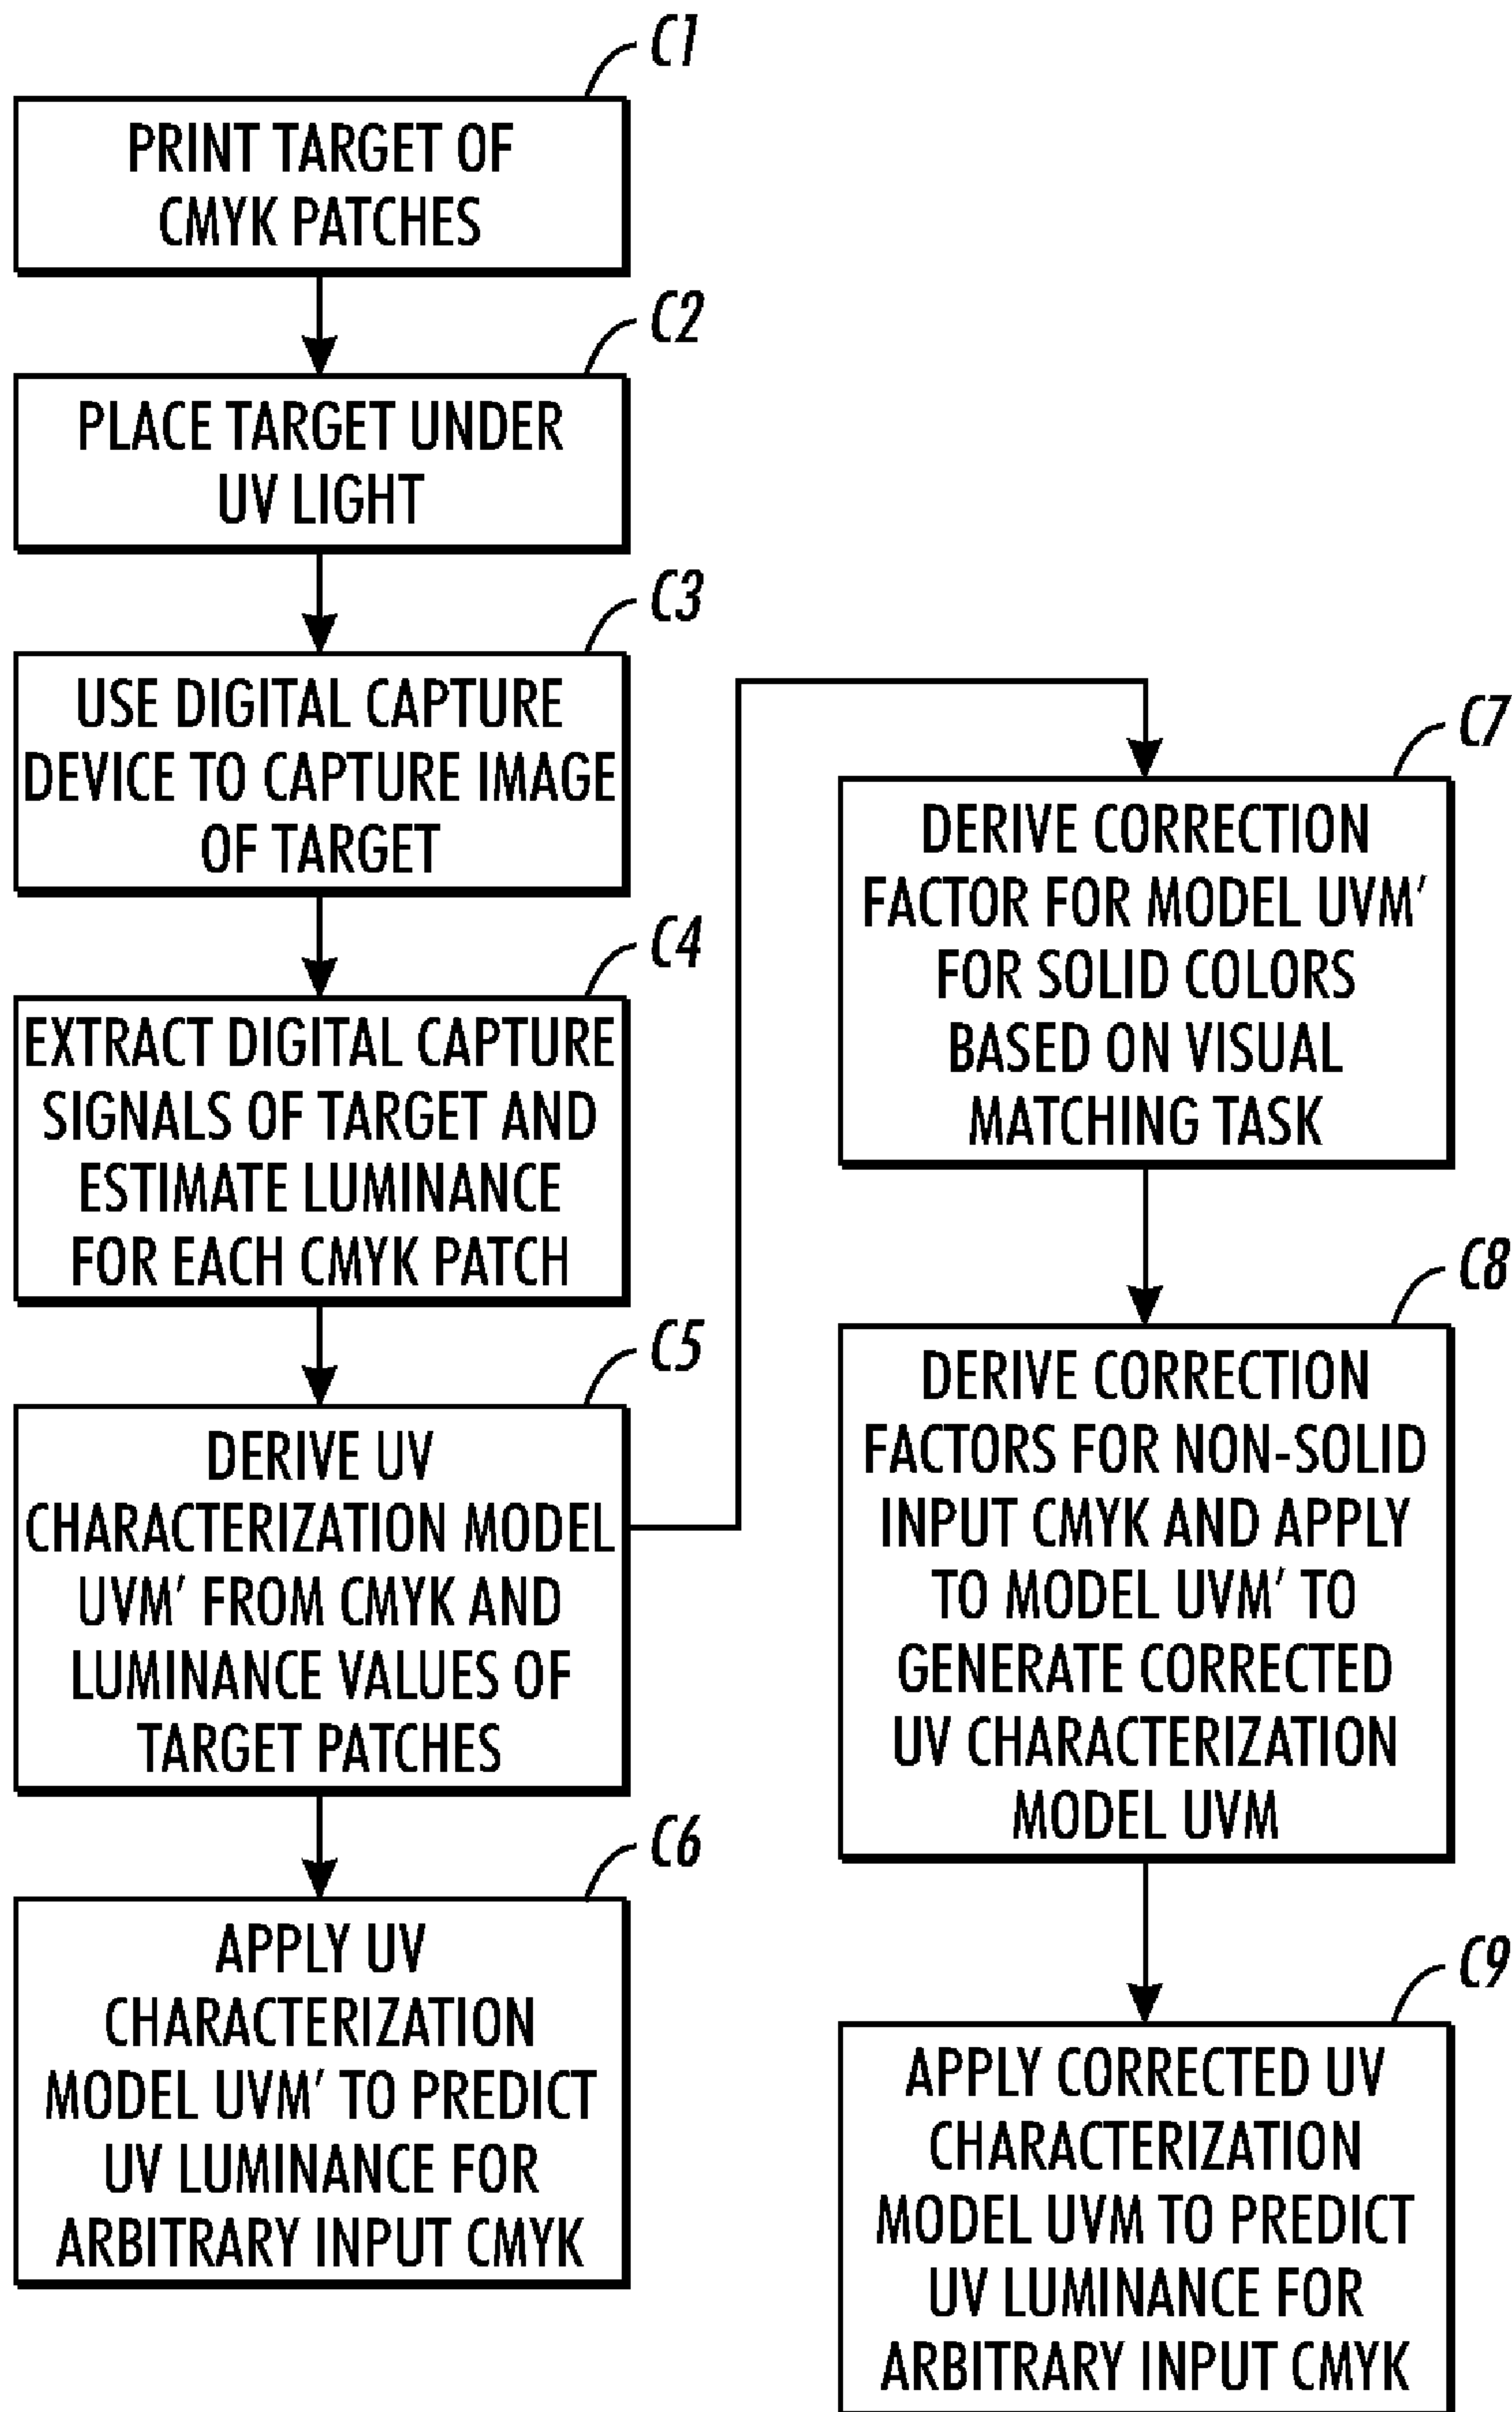 C1
PRINT TARGET OF
CMYK PATCHES
C2
PLACE TARGET UNDER
UV LIGHT
C3
USE DIGITAL CAPTURE
DEVICE TO CAPTURE IMAGE
OF TARGET
C4
EXTRACT DIGITAL CAPTURE
SIGNALS OF TARGET AND
ESTIMATE LUMINANCE
FOR EACH CMYK PATCH
C5
DERIVE UV
CHARACTERIZATION MODEL
UVM' FROM CMYK AND
LUMINANCE VALUES OF
TARGET PATCHES
C6
APPLY UV
CHARACTERIZATION
MODEL UVM' TO PREDICT
UV LUMINANCE FOR
ARBITRARY INPUT CMYK
C7
DERIVE CORRECTION
FACTOR FOR MODEL UVM'
FOR SOLID COLORS
BASED ON VISUAL
MATCHING TASK
C8
DERIVE CORRECTION
FACTORS FOR NON-SOLID
INPUT CMYK AND APPLY
TO MODEL UVM' TO
GENERATE CORRECTED
UV CHARACTERIZATION
MODEL UVM
C9
APPLY CORRECTED UV
CHARACTERIZATION
MODEL UVM TO PREDICT
UV LUMINANCE FOR
ARBITRARY INPUT CMYK